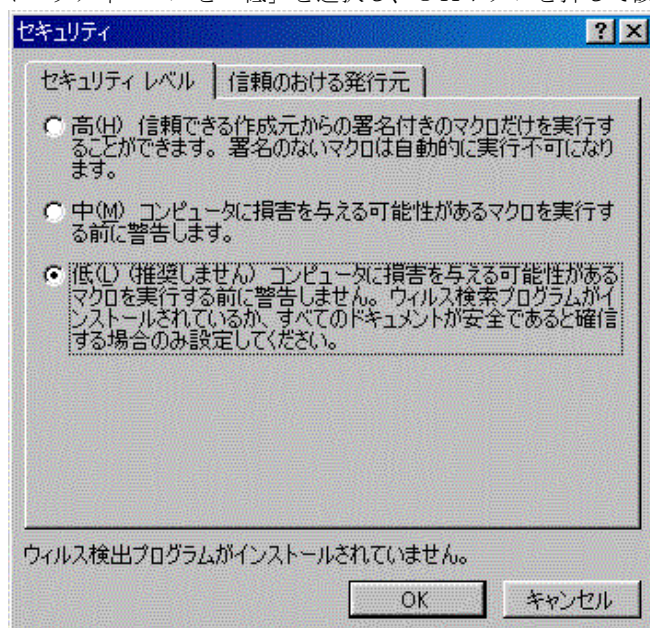 セキュリティ
セキュリティ レベル 信頼のおける発行元
高(H) 信頼できる作成元からの署名付きのマクロだけを実行す
ることができます。署名のないマクロは自動的に実行不可になり
ます。
中(M) コンピュータに損害を与える可能性があるマクロを実行す
る前に警告します。
低(L) (推奨しません) コンピュータに損害を与える可能性がある
マクロを実行する前に警告しません。ウィルス検索プログラムがイ
ンストールされているか、すべてのドキュメントが安全であると確信
する場合のみ設定してください。
ウィルス検出プログラムがインストールされていません。
OK キャンセル